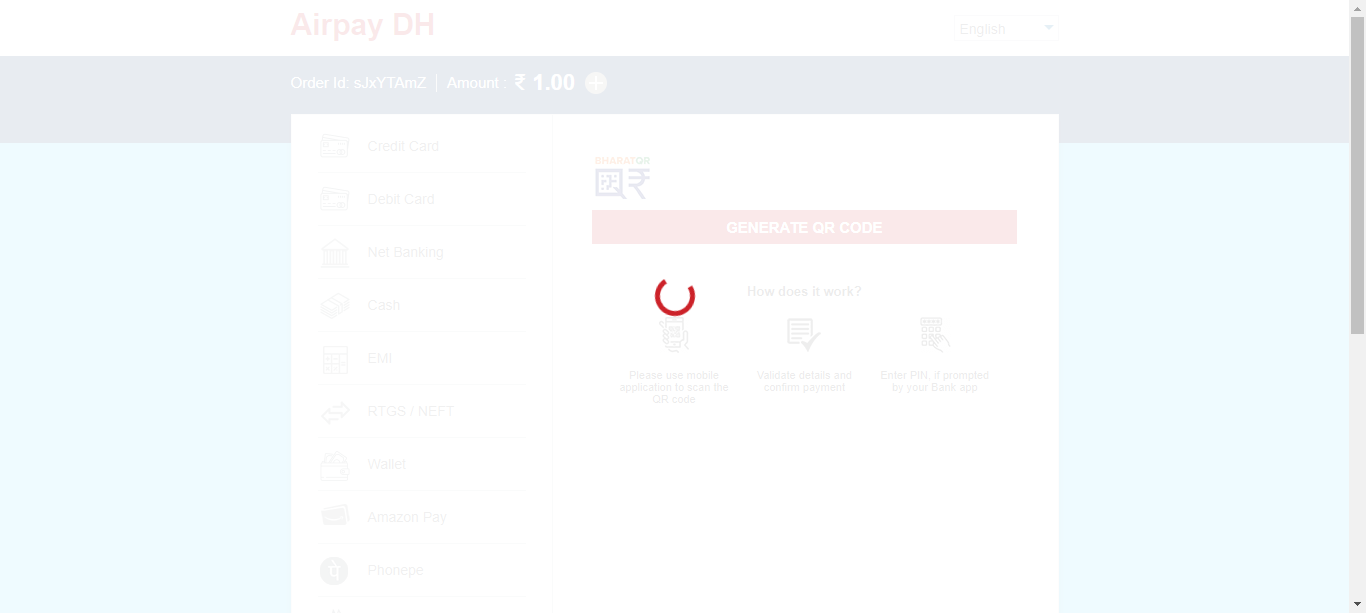 Airpay DH
English
Order Id: sJxYTAmZ | Amount : ₹ 1.00
Credit Card
Debit Card
Net Banking
Cash
EMI
RTGS / NEFT
Wallet
Amazon Pay
Phonepe
BHARATQR
GENERATE QR CODE
How does it work?
Please use mobile
application to scan the
QR code
Validate details and
confirm payment
Enter PIN, if prompted
by your Bank app